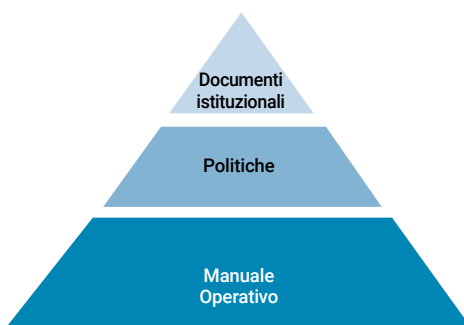 Documenti
istituzionali
Politiche
Manuale
Operativo